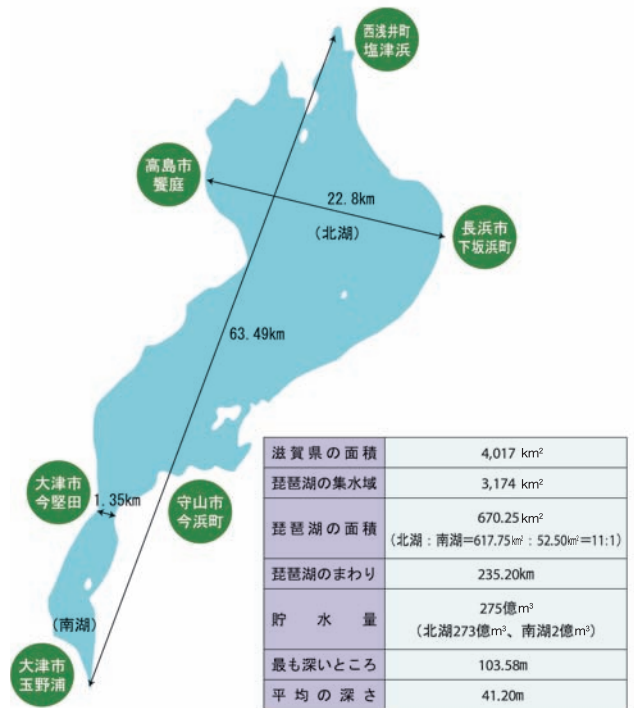 西浅井町
塩津浜
高島市
饗庭
22.8km
(北湖)
長浜市
下坂浜町
63.49km
大津市
今堅田
1.35km
守山市
今浜町
(南湖)
大津市
玉野浦
滋賀県の面積 4,017 km²
琵琶湖の集水域 3,174 km²
琵琶湖の面積 670.25km²
(北湖:南湖=617.75km²:52.50km²=11:1)
琵琶湖のまわり 235.20km
貯水量 275億m³
(北湖273億m³、南湖2億m³)
最も深いところ 103.58m
平均の深さ 41.20m